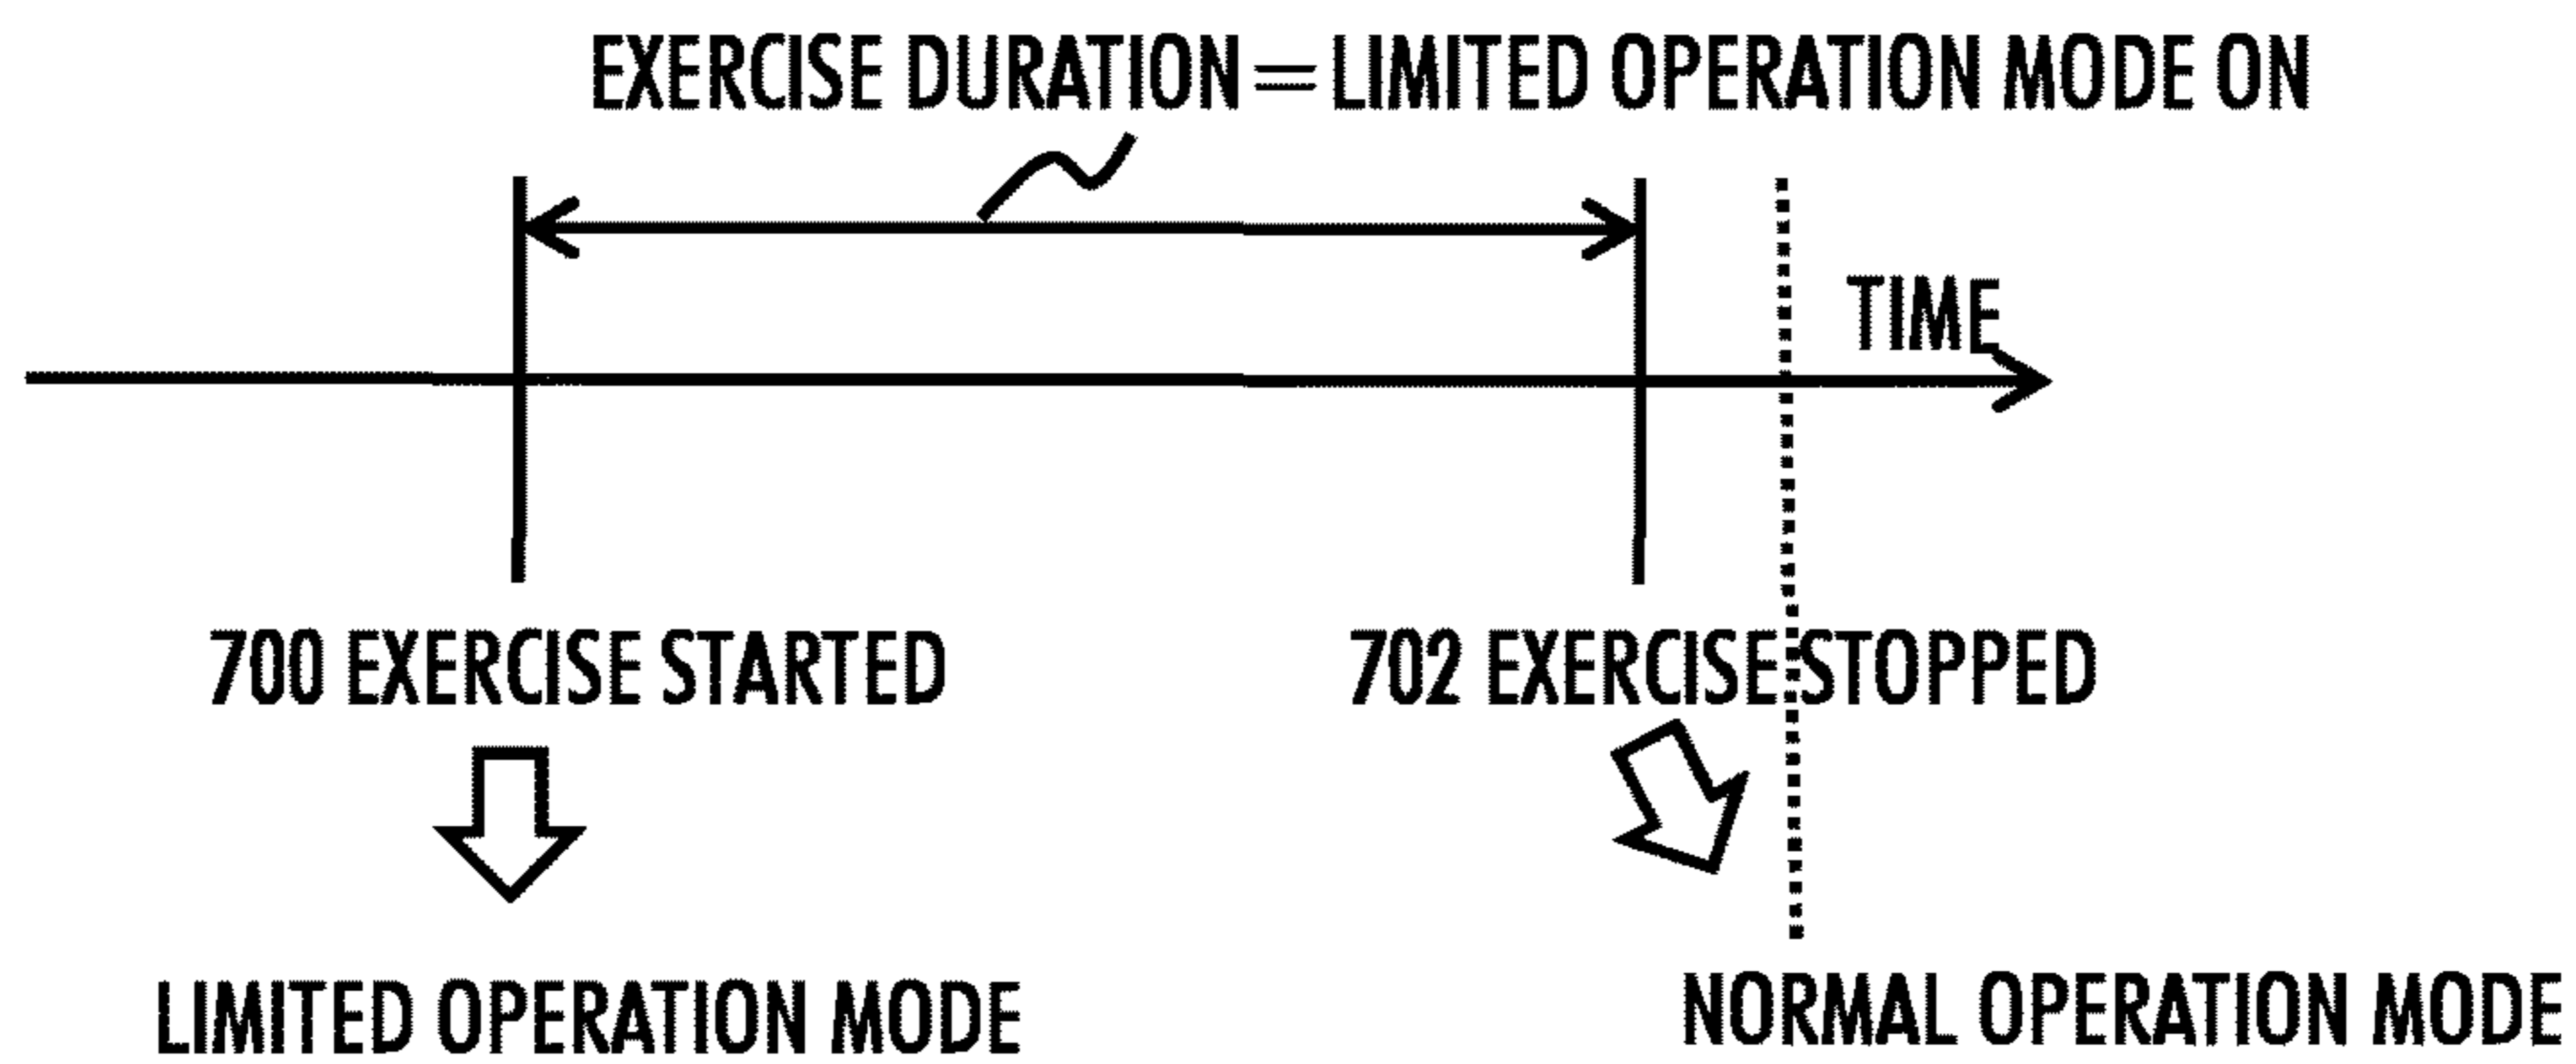 EXERCISE DURATION=LIMITED OPERATION MODE ON
TIME
700 EXERCISE STARTED
702 EXERCISE STOPPED
LIMITED OPERATION MODE
NORMAL OPERATION MODE